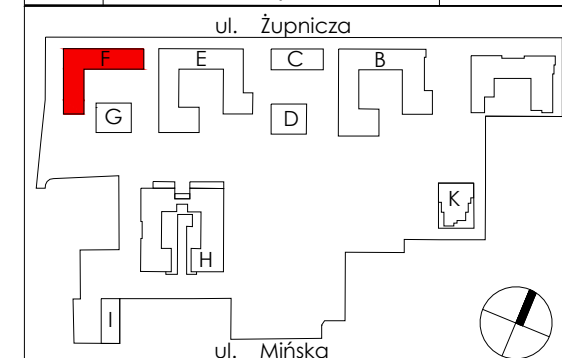 ul. Żupnicza
F E C B
G D
K
H
I
ul. Mińska